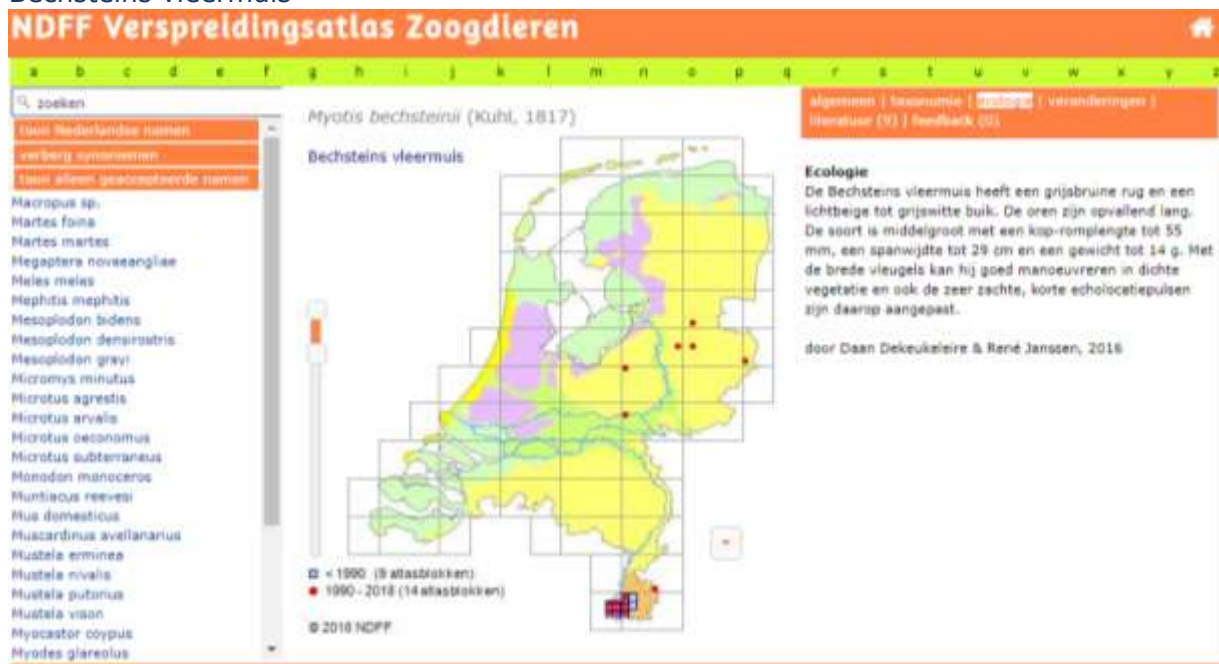 Bechsteins vleermuis
NDFF Verspreidingsatlas Zoogdieren
a b c d e f g h i j k l m n o p q r s t u v w x y z
zoeken
toon Nederlandse namen
verberg synoniemen
toon alleen geaccepteerde namen
Macropus sp.
Martes foina
Martes martes
Megaptera novaeangliae
Meles meles
Mephitis mephitis
Mesoplodon bidens
Mesoplodon densirostris
Mesoplodon grayi
Micromys minutus
Microtus agrestis
Microtus arvalis
Microtus oeconomus
Microtus subterraneus
Monodon monoceros
Muntiacus reevesi
Mus domesticus
Muscardinus avellanarius
Mustela erminea
Mustela nivalis
Mustela putorius
Mustela vison
Myocastor coypus
Myodes glareolus
Myotis bechsteinii (Kuhl, 1817)
Bechsteins vleermuis
< 1990 (9 atlasblokken)
1990 - 2018 (14 atlasblokken)
© 2018 NDFF
algemeen | taxonomie | ecologie | veranderingen |
literatuur (9) | feedback (0)
Ecologie
De Bechsteins vleermuis heeft een grijsbruine rug en een
lichtbeige tot grijswitte buik. De oren zijn opvallend lang.
De soort is middelgroot met een kop-romplengte tot 55
mm, een spanwijdte tot 29 cm en een gewicht tot 14 g. Met
de brede vleugels kan hij goed manoeuvreren in dichte
vegetatie en ook de zeer zachte, korte echolocatiepulsen
zijn daarop aangepast.
door Daan Dekeukeleire & René Janssen, 2016